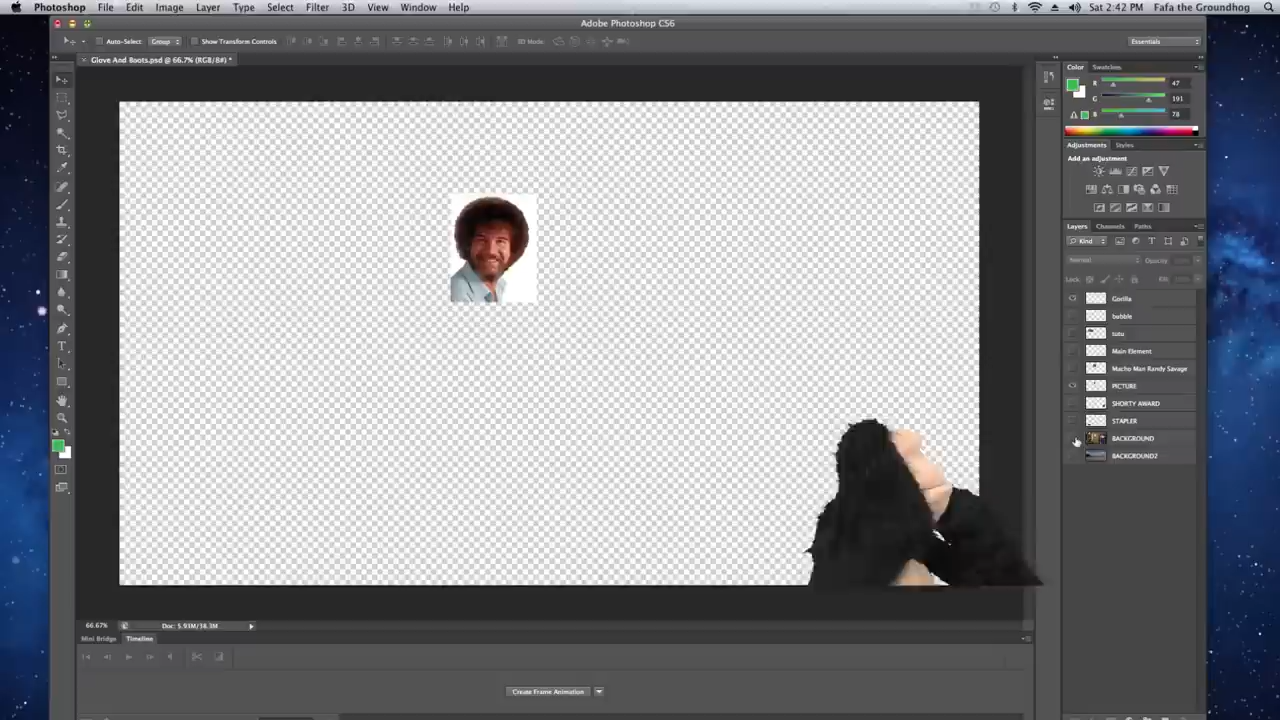 Photoshop File Edit Image Layer Type Select Filter 3D View Window Help Sat 2:42 PM Fafa the Groundhog
Adobe Photoshop CS6
Auto-Select: Group Show Transform Controls 3D Mode: Essentials
Glove And Boots.psd @ 66.7% (RGB/8#) *
Color Swatches
R 47
G 191
B 78
Adjustments Styles
Add an adjustment
Layers Channels Paths
Kind
Normal Opacity:
Lock: Fill:
Gorilla
bubble
susu
Main Element
Macho Man Randy Savage
PICTURE
SHORTY AWARD
STAPLER
BACKGROUND
BACKGROUND2
66.67% Doc: 5.93M/38.3M
Mini Bridge Timeline
Create Frame Animation